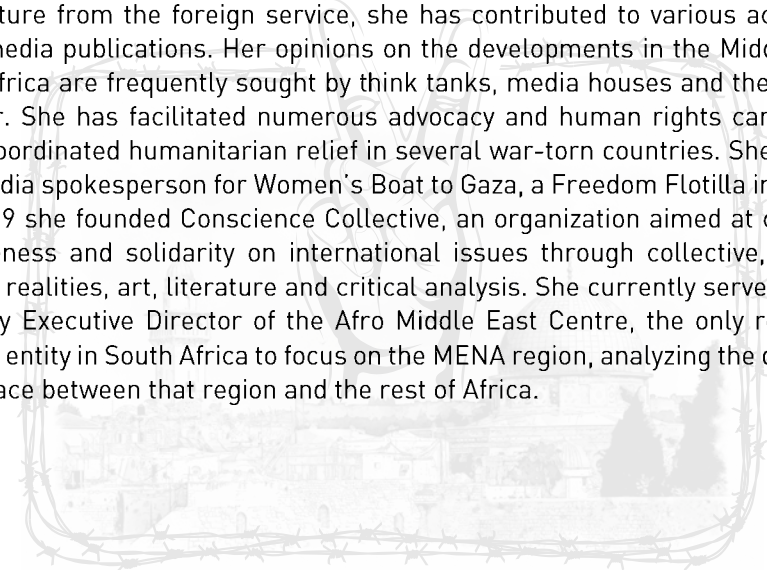 ture from the foreign service, she has contributed to various ac
nedia publications. Her opinions on the developments in the Midd
frica are frequently sought by think tanks, media houses and the
r. She has facilitated numerous advocacy and human rights car
oordinated humanitarian relief in several war-torn countries. She
dia spokesperson for Women's Boat to Gaza, a Freedom Flotilla in
9 she founded Conscience Collective, an organization aimed at c
ness and solidarity on international issues through collective,
realities, art, literature and critical analysis. She currently serve
y Executive Director of the Afro Middle East Centre, the only r
entity in South Africa to focus on the MENA region, analyzing the d
ace between that region and the rest of Africa.